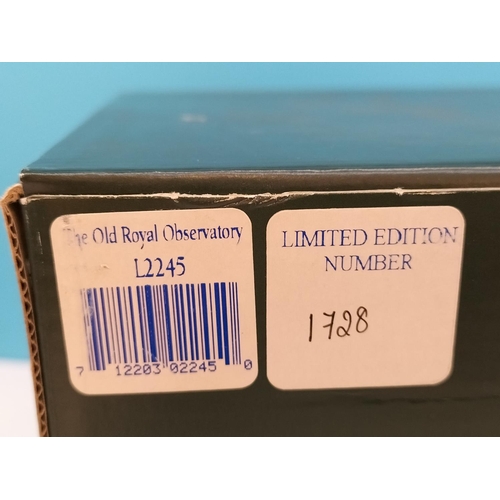 The Old Royal Observatory
L2245
7 12203 02245 0
LIMITED EDITION
NUMBER
1728